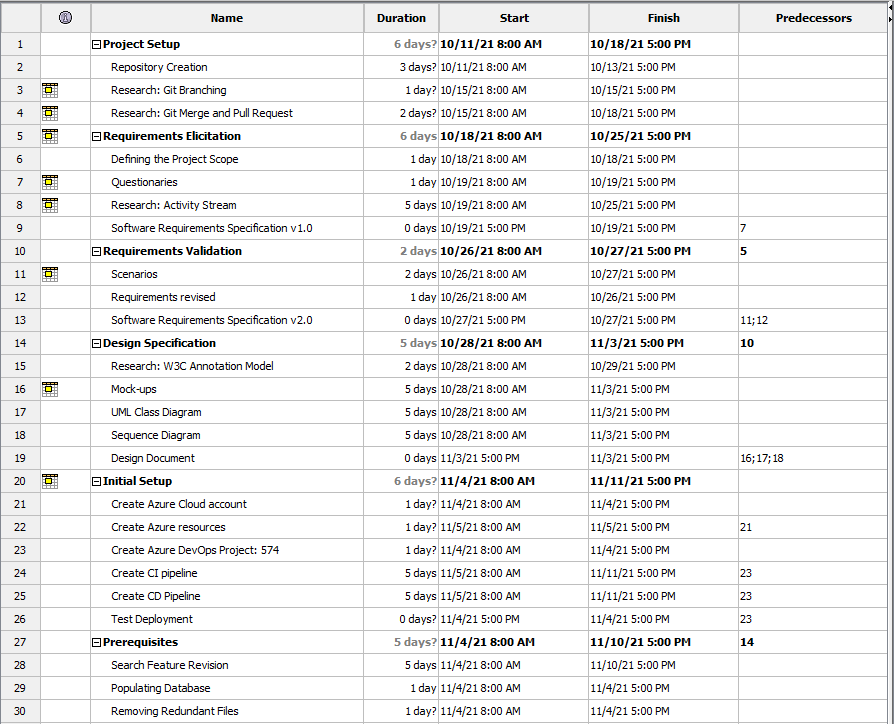 Name Duration Start Finish Predecessors
1 Project Setup 6 days? 10/11/21 8:00 AM 10/18/21 5:00 PM
2 Repository Creation 3 days? 10/11/21 8:00 AM 10/13/21 5:00 PM
3 Research: Git Branching 1 day? 10/15/21 8:00 AM 10/15/21 5:00 PM
4 Research: Git Merge and Pull Request 2 days? 10/15/21 8:00 AM 10/18/21 5:00 PM
5 Requirements Elicitation 6 days 10/18/21 8:00 AM 10/25/21 5:00 PM
6 Defining the Project Scope 1 day 10/18/21 8:00 AM 10/18/21 5:00 PM
7 Questionaries 1 day 10/19/21 8:00 AM 10/19/21 5:00 PM
8 Research: Activity Stream 5 days 10/19/21 8:00 AM 10/25/21 5:00 PM
9 Software Requirements Specification v1.0 0 days 10/19/21 5:00 PM 10/19/21 5:00 PM 7
10 Requirements Validation 2 days 10/26/21 8:00 AM 10/27/21 5:00 PM 5
11 Scenarios 2 days 10/26/21 8:00 AM 10/27/21 5:00 PM
12 Requirements revised 1 day 10/26/21 8:00 AM 10/26/21 5:00 PM
13 Software Requirements Specification v2.0 0 days 10/27/21 5:00 PM 10/27/21 5:00 PM 11;12
14 Design Specification 5 days 10/28/21 8:00 AM 11/3/21 5:00 PM 10
15 Research: W3C Annotation Model 2 days 10/28/21 8:00 AM 10/29/21 5:00 PM
16 Mock-ups 5 days 10/28/21 8:00 AM 11/3/21 5:00 PM
17 UML Class Diagram 5 days 10/28/21 8:00 AM 11/3/21 5:00 PM
18 Sequence Diagram 5 days 10/28/21 8:00 AM 11/3/21 5:00 PM
19 Design Document 0 days 11/3/21 5:00 PM 11/3/21 5:00 PM 16;17;18
20 Initial Setup 6 days? 11/4/21 8:00 AM 11/11/21 5:00 PM
21 Create Azure Cloud account 1 day? 11/4/21 8:00 AM 11/4/21 5:00 PM
22 Create Azure resources 1 day? 11/5/21 8:00 AM 11/5/21 5:00 PM 21
23 Create Azure DevOps Project: 574 1 day? 11/4/21 8:00 AM 11/4/21 5:00 PM
24 Create CI pipeline 5 days 11/5/21 8:00 AM 11/11/21 5:00 PM 23
25 Create CD Pipeline 5 days 11/5/21 8:00 AM 11/11/21 5:00 PM 23
26 Test Deployment 0 days? 11/4/21 5:00 PM 11/4/21 5:00 PM 23
27 Prerequisites 5 days? 11/4/21 8:00 AM 11/10/21 5:00 PM 14
28 Search Feature Revision 5 days 11/4/21 8:00 AM 11/10/21 5:00 PM
29 Populating Database 1 day 11/4/21 8:00 AM 11/4/21 5:00 PM
30 Removing Redundant Files 1 day? 11/4/21 8:00 AM 11/4/21 5:00 PM